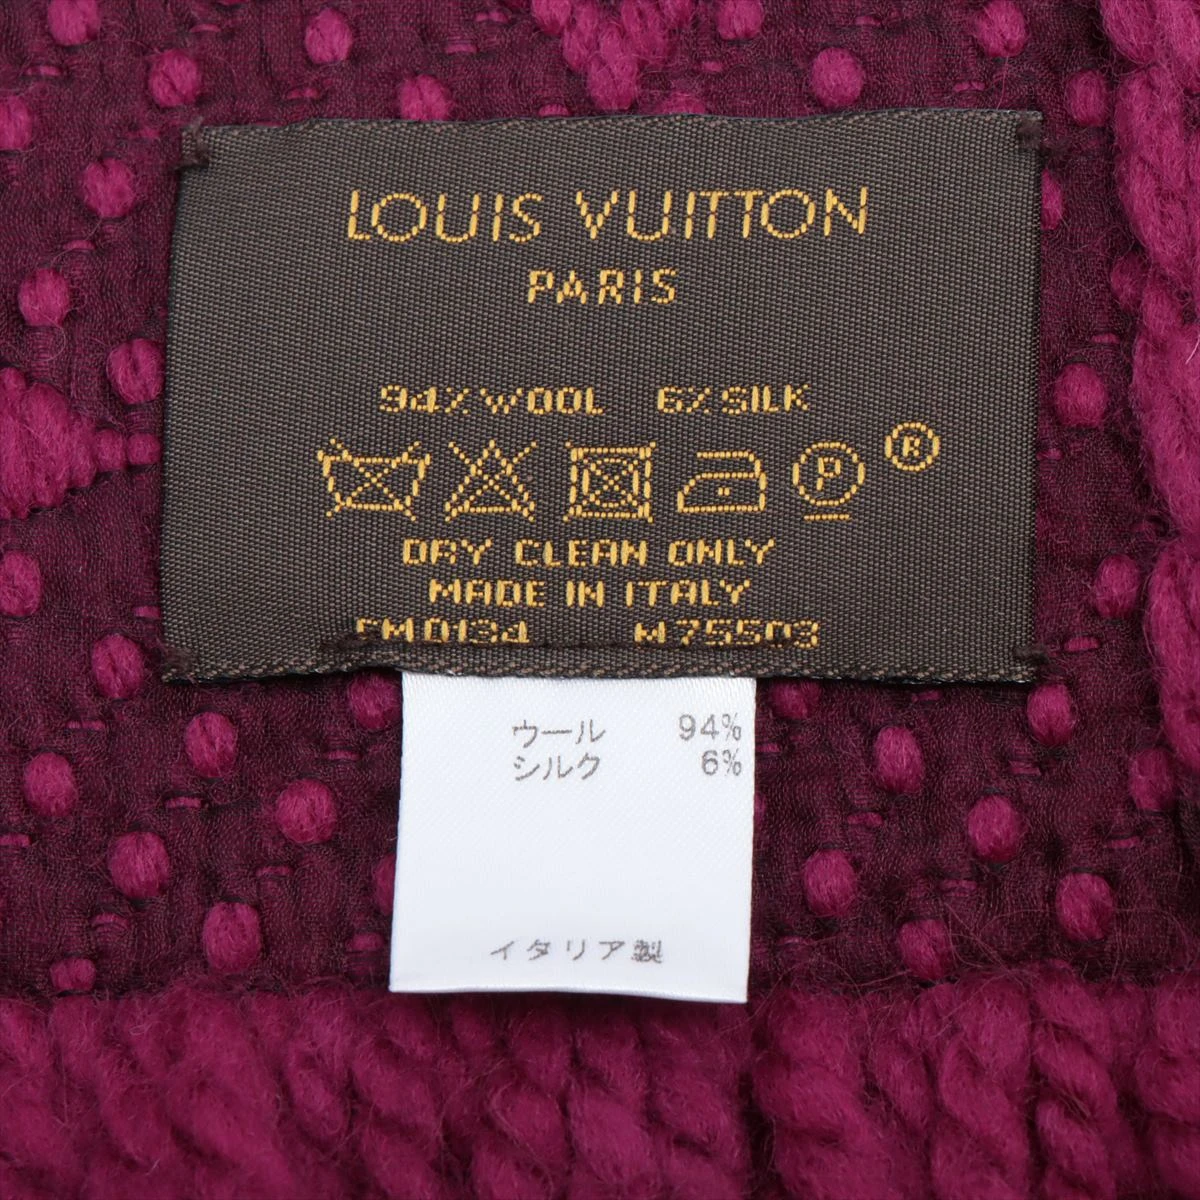 LOUIS VUITTON
PARIS
94% WOOL 6% SILK
P ®
DRY CLEAN ONLY
MADE IN ITALY
FM0134 M75503
ウール 94%
シルク 6%
イタリア製